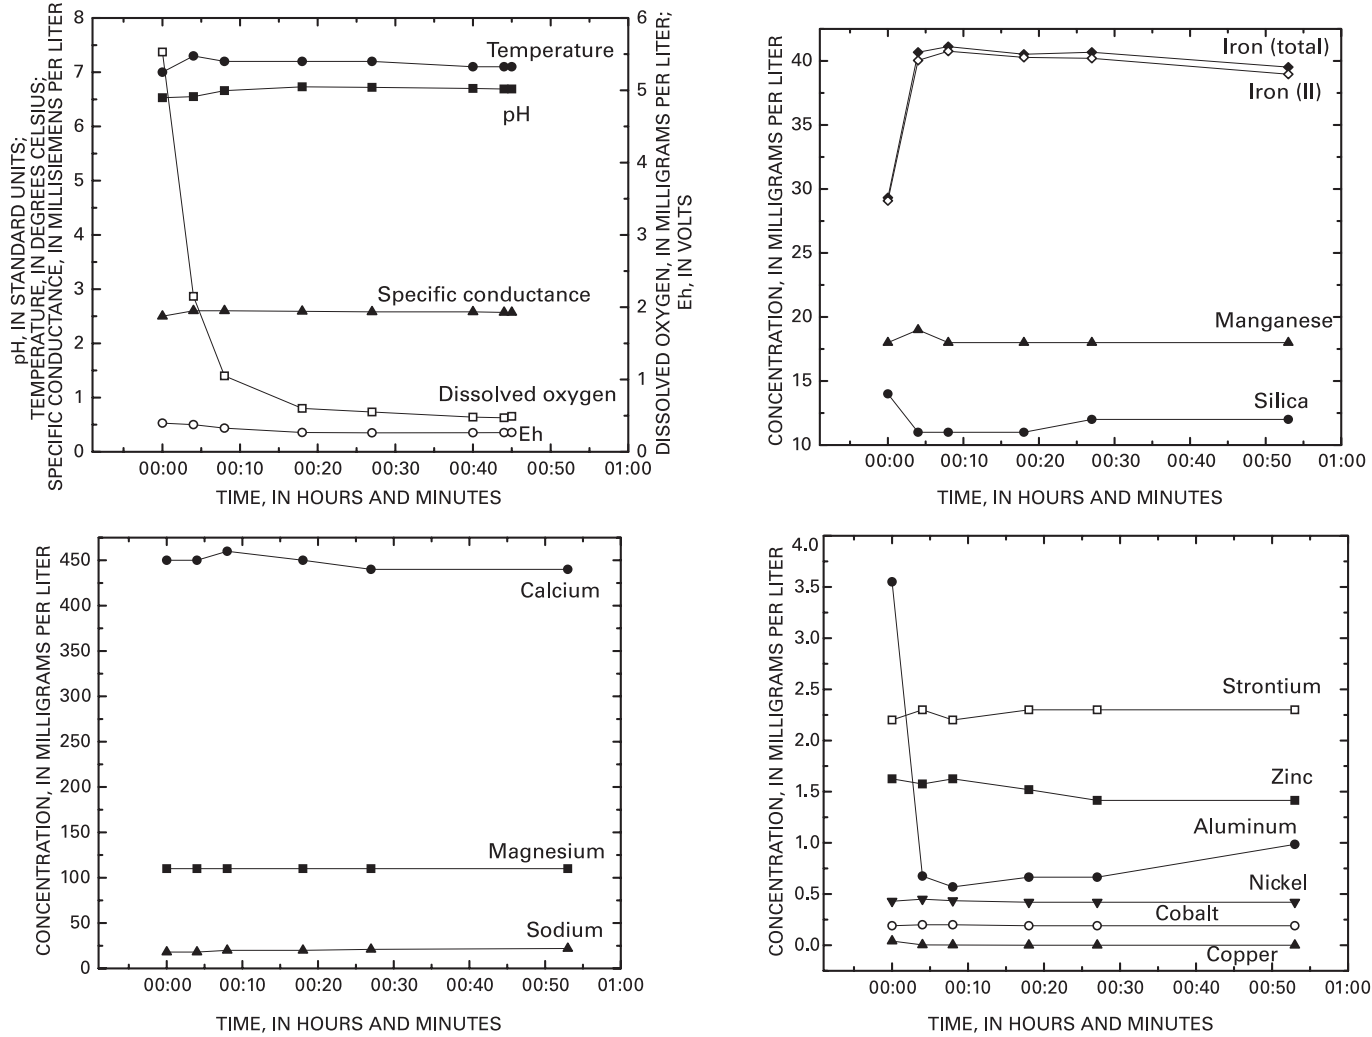 pH, IN STANDARD UNITS;
TEMPERATURE, IN DEGREES CELSIUS;
SPECIFIC CONDUCTANCE, IN MILLISIEMENS PER LITER
8
7
6
5
4
3
2
1
0
Temperature
pH
Specific conductance
Dissolved oxygen
Eh
6
5
4
3
2
1
0
DISSOLVED OXYGEN, IN MILLIGRAMS PER LITER;
Eh, IN VOLTS
00:00 00:10 00:20 00:30 00:40 00:50 01:00
TIME, IN HOURS AND MINUTES
CONCENTRATION, IN MILLIGRAMS PER LITER
40
35
30
25
20
15
10
Iron (total)
Iron (II)
Manganese
Silica
00:00 00:10 00:20 00:30 00:40 00:50 01:00
TIME, IN HOURS AND MINUTES
CONCENTRATION, IN MILLIGRAMS PER LITER
450
400
350
300
250
200
150
100
50
0
Calcium
Magnesium
Sodium
00:00 00:10 00:20 00:30 00:40 00:50 01:00
TIME, IN HOURS AND MINUTES
CONCENTRATION, IN MILLIGRAMS PER LITER
4.0
3.5
3.0
2.5
2.0
1.5
1.0
0.5
0.0
Strontium
Zinc
Aluminum
Nickel
Cobalt
Copper
00:00 00:10 00:20 00:30 00:40 00:50 01:00
TIME, IN HOURS AND MINUTES